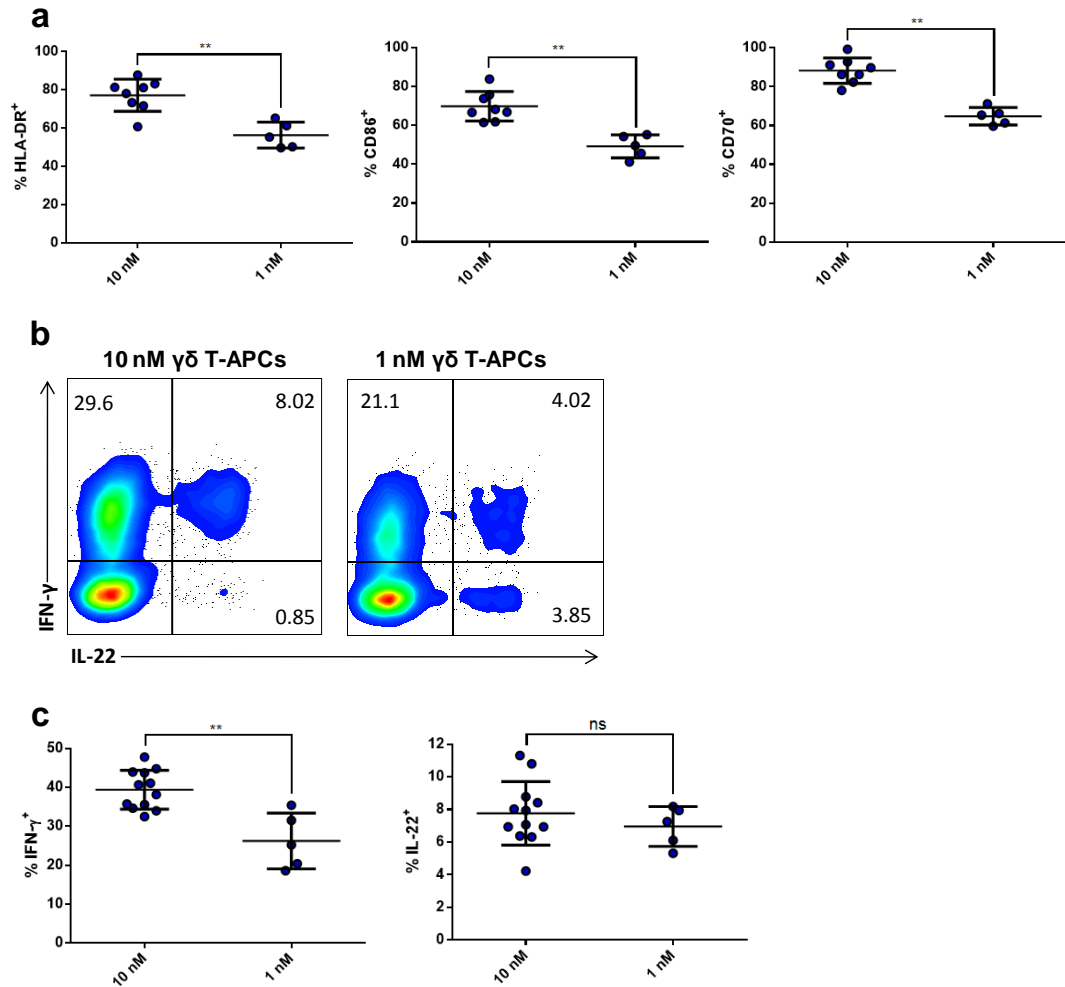 a
**
% HLA-DR⁺
100
80
60
40
20
0
10 nM
1 nM
**
% CD86⁺
100
80
60
40
20
0
10 nM
1 nM
**
% CD70⁺
100
80
60
40
20
0
10 nM
1 nM
b
10 nM γδ T-APCs
29.6
8.02
0.85
1 nM γδ T-APCs
21.1
4.02
3.85
IFN-γ
IL-22
c
**
% IFN-γ⁺
50
40
30
20
10
0
10 nM
1 nM
ns
% IL-22⁺
12
10
8
6
4
2
0
10 nM
1 nM